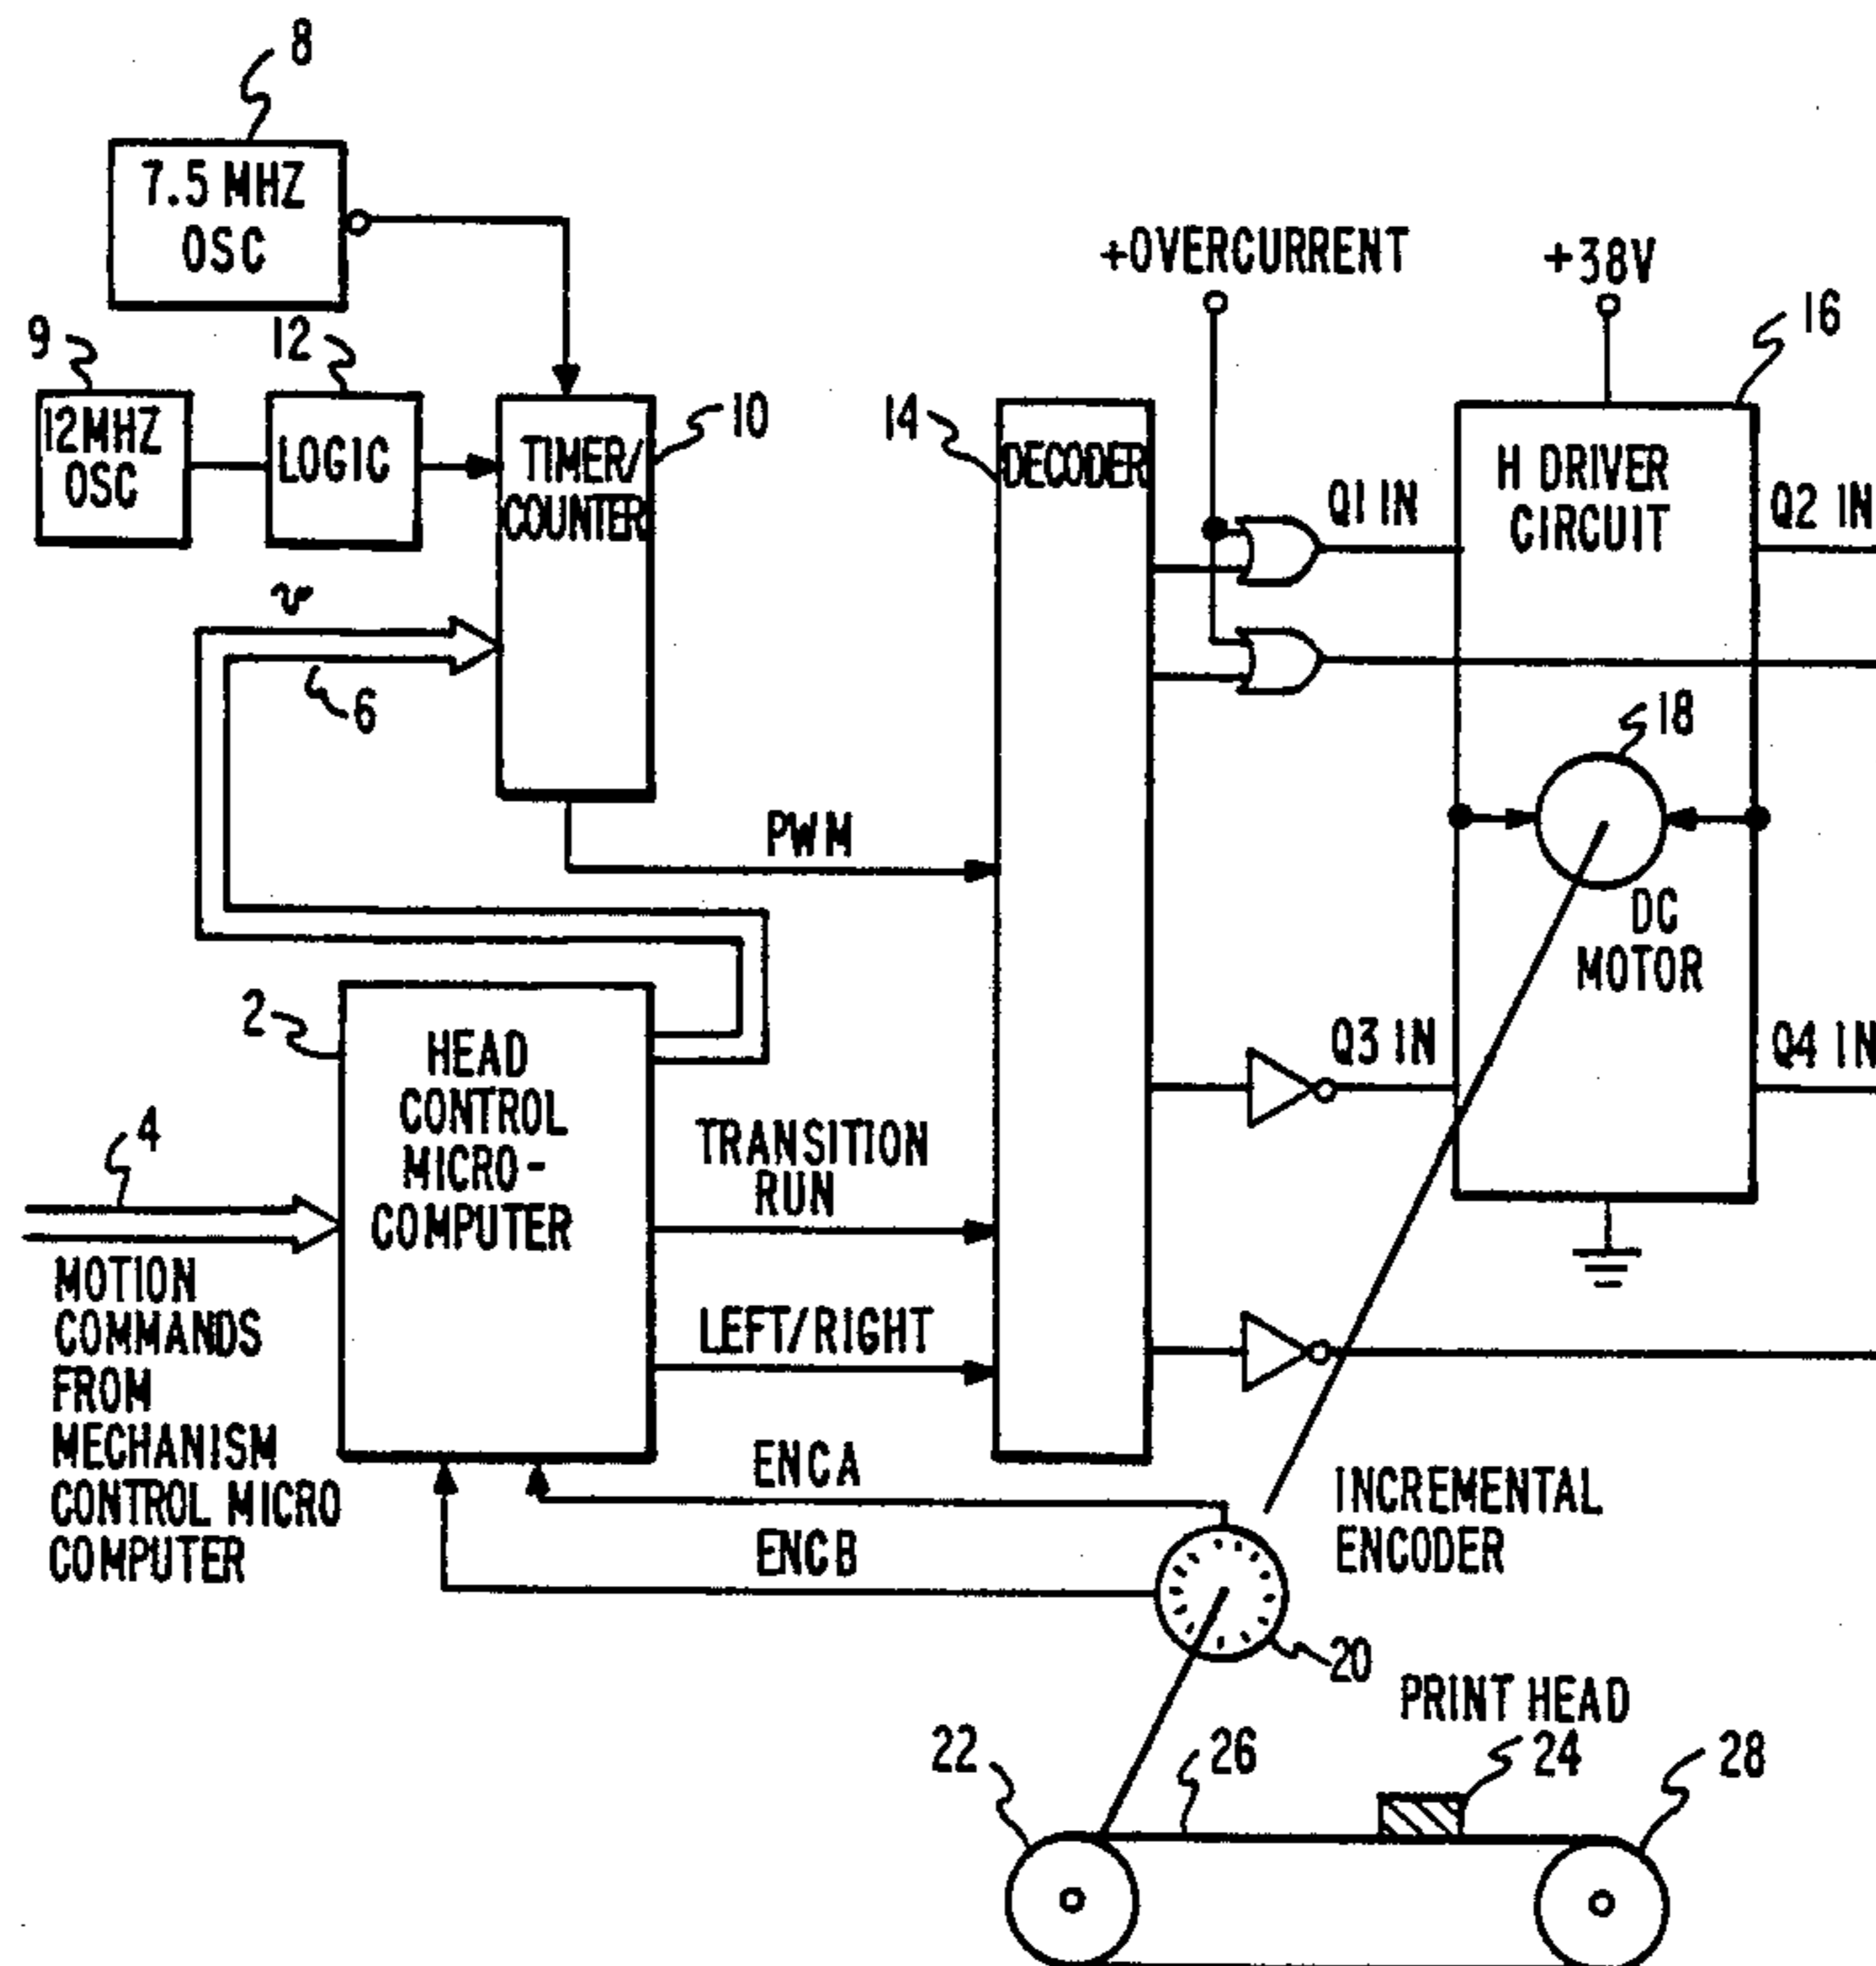 8
7.5 MHZ
OSC
9
12
12MHZ
OSC
LOGIC
TIMER/
COUNTER
10
v
6
+OVERCURRENT
+38V
16
14
DECODER
Q1 IN
H DRIVER
CIRCUIT
Q2 IN
18
DC
MOTOR
PWM
2
HEAD
CONTROL
MICRO-
COMPUTER
Q3 IN
Q4 IN
4
TRANSITION
RUN
LEFT/RIGHT
MOTION
COMMANDS
FROM
MECHANISM
CONTROL MICRO
COMPUTER
ENCA
ENCB
INCREMENTAL
ENCODER
20
PRINT HEAD
22
26
24
28